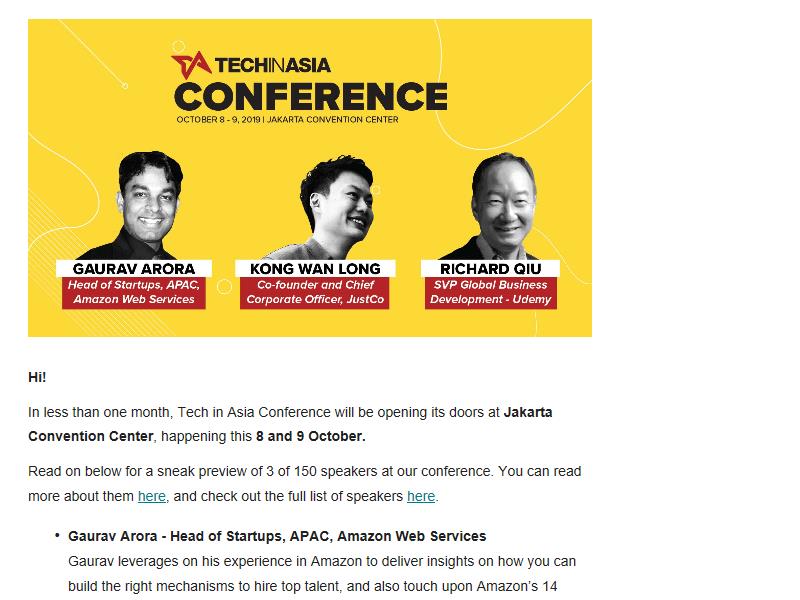 TECHINASIA
CONFERENCE
OCTOBER 8 - 9, 2019 | JAKARTA CONVENTION CENTER
GAURAV ARORA
Head of Startups, APAC,
Amazon Web Services
KONG WAN LONG
Co-founder and Chief
Corporate Officer, JustCo
RICHARD QIU
SVP Global Business
Development - Udemy
Hi!
In less than one month, Tech in Asia Conference will be opening its doors at Jakarta
Convention Center, happening this 8 and 9 October.
Read on below for a sneak preview of 3 of 150 speakers at our conference. You can read
more about them here, and check out the full list of speakers here.
• Gaurav Arora - Head of Startups, APAC, Amazon Web Services
Gaurav leverages on his experience in Amazon to deliver insights on how you can
build the right mechanisms to hire top talent, and also touch upon Amazon’s 14